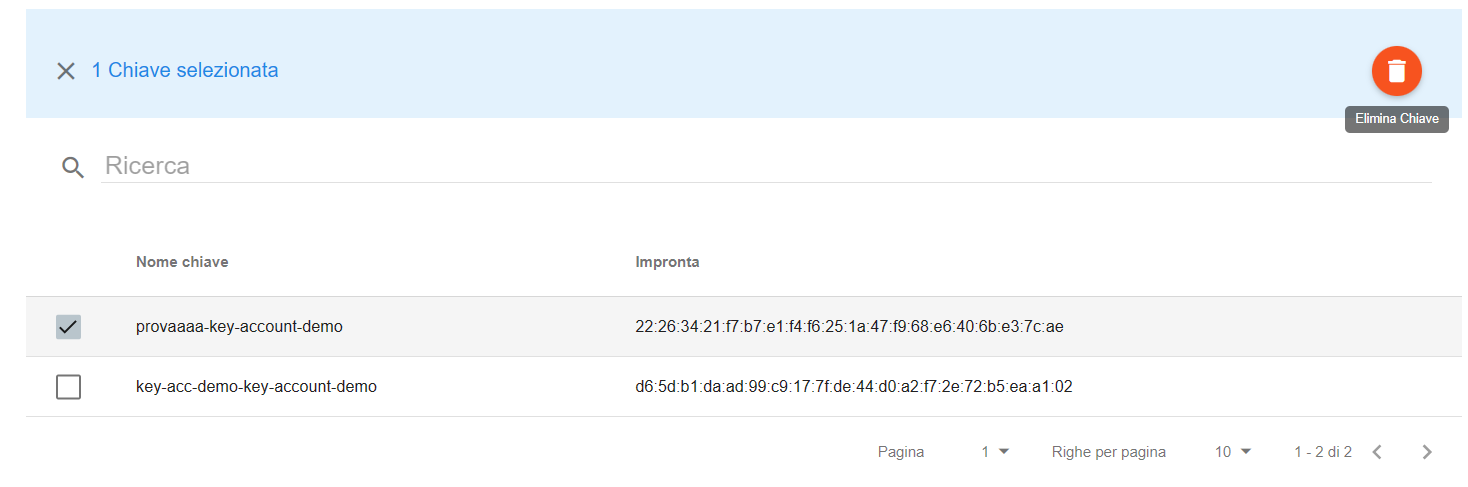 1 Chiave selezionata
Elimina Chiave
Ricerca
Nome chiave Impronta
provaaaa-key-account-demo 22:26:34:21:f7:b7:e1:f4:f6:25:1a:47:f9:68:e6:40:6b:e3:7c:ae
key-acc-demo-key-account-demo d6:5d:b1:da:ad:99:c9:17:7f:de:44:d0:a2:f7:2e:72:b5:ea:a1:02
Pagina 1 Righe per pagina 10 1 - 2 di 2